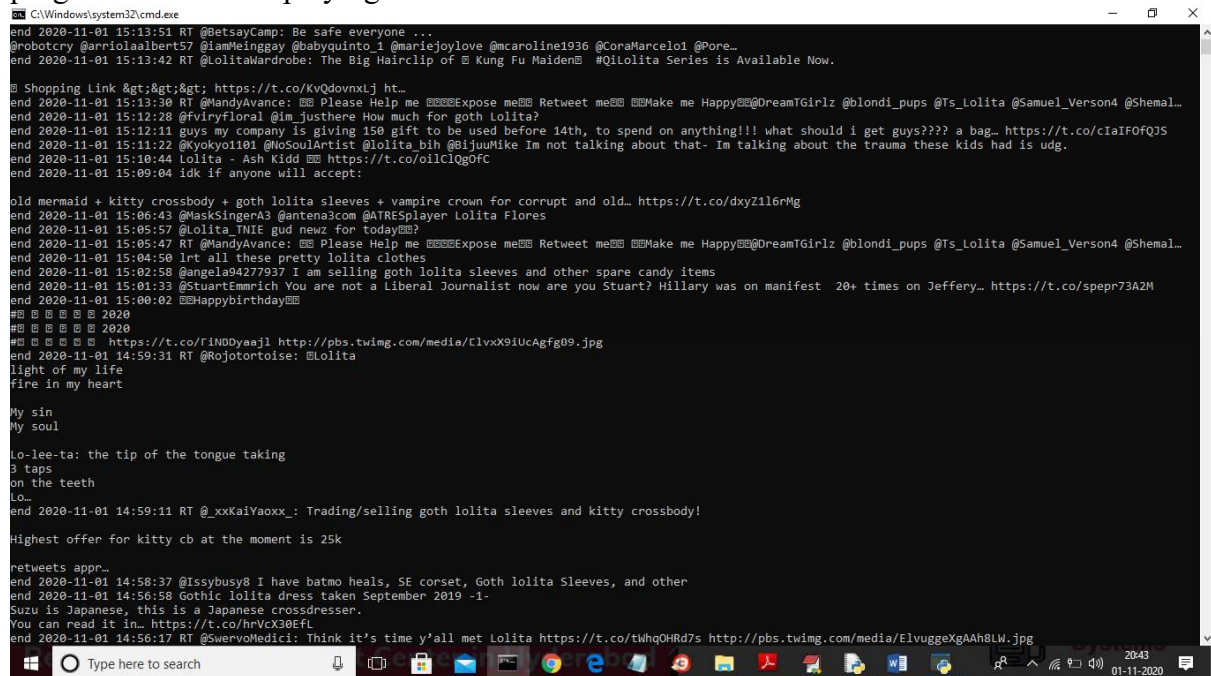 C:\Windows\system32\cmd.exe
end 2020-11-01 15:13:51 RT @BetsayCamp: Be safe everyone ...
@robotcry @arriolaalbert57 @iamMeinggay @babyquinto_1 @mariejoylove @mcaroline1936 @CoraMarcelo1 @Pore…
end 2020-11-01 15:13:42 RT @LolitaWardrobe: The Big Hairclip of Kung Fu Maiden #QiLolita Series is Available Now.
Shopping Link &gt;&gt;&gt; https://t.co/KvQdovnxLj ht…
end 2020-11-01 15:13:30 RT @MandyAvance: Please Help me Expose me Retweet me Make me Happy @DreamTGirlz @blondi_pups @Ts_Lolita @Samuel_Verson4 @Shemal…
end 2020-11-01 15:12:28 @fviryfloral @im_justhere How much for goth Lolita?
end 2020-11-01 15:12:11 guys my company is giving 150 gift to be used before 14th, to spend on anything!!! what should i get guys???? a bag… https://t.co/cIaIFOfQJS
end 2020-11-01 15:11:22 @Kyokyo1101 @NoSoulArtist @lolita_bih @BijuuMike Im not talking about that- Im talking about the trauma these kids had is udg.
end 2020-11-01 15:10:44 Lolita - Ash Kidd https://t.co/oilClQgOfC
end 2020-11-01 15:09:04 idk if anyone will accept:
old mermaid + kitty crossbody + goth lolita sleeves + vampire crown for corrupt and old… https://t.co/dxyZ1l6rMg
end 2020-11-01 15:06:43 @MaskSingerA3 @antena3com @ATRESplayer Lolita Flores
end 2020-11-01 15:05:57 @Lolita_TNIE gud newz for today?
end 2020-11-01 15:05:47 RT @MandyAvance: Please Help me Expose me Retweet me Make me Happy @DreamTGirlz @blondi_pups @Ts_Lolita @Samuel_Verson4 @Shemal…
end 2020-11-01 15:04:50 lrt all these pretty lolita clothes
end 2020-11-01 15:02:58 @angela94277937 I am selling goth lolita sleeves and other spare candy items
end 2020-11-01 15:01:33 @StuartEmmrich You are not a Liberal Journalist now are you Stuart? Hillary was on manifest 20+ times on Jeffery… https://t.co/spepr73A2M
end 2020-11-01 15:00:02 Happybirthday
# 2020
# 2020
#
end 2020-11-01 14:59:31 RT @Rojotortoise: Lolita
light of my life
fire in my heart
My sin
My soul
Lo-lee-ta: the tip of the tongue taking
3 taps
on the teeth
Lo…
end 2020-11-01 14:59:11 RT @_xxKaiYaoxx_: Trading/selling goth lolita sleeves and kitty crossbody!
Highest offer for kitty cb at the moment is 25k
retweets appr…
end 2020-11-01 14:58:37 @Issybusy8 I have batmo heals, SE corset, Goth lolita Sleeves, and other
end 2020-11-01 14:56:58 Gothic lolita dress taken September 2019 -1-
Suzu is Japanese, this is a Japanese crossdresser.
You can read it in… https://t.co/hrVcX30EfL
end 2020-11-01 14:56:17 RT @SwervoMedici: Think it's time y'all met Lolita https://t.co/tWhqOHRd7s http://pbs.twimg.com/media/ElvuggeXgAAh8LW.jpg
Type here to search
20:43
01-11-2020